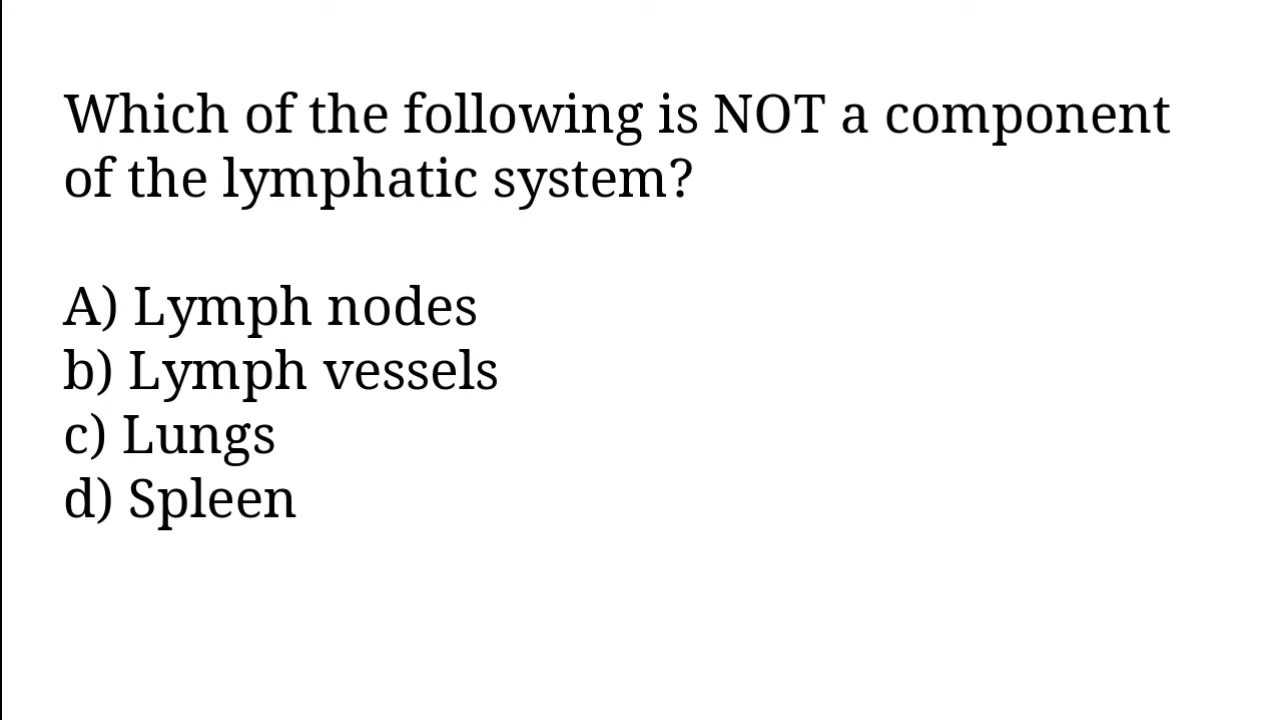 Which of the following is NOT a component
of the lymphatic system?
A) Lymph nodes
b) Lymph vessels
c) Lungs
d) Spleen